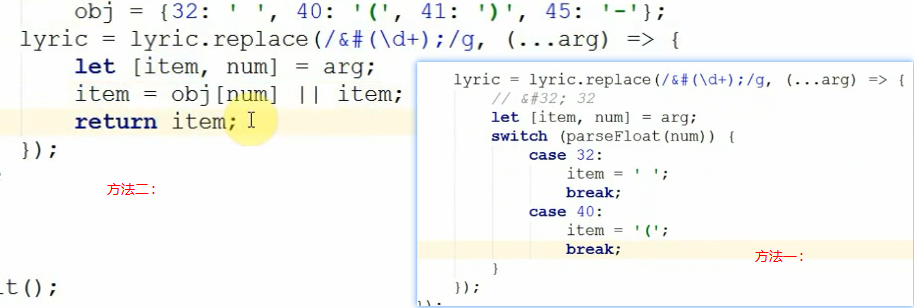 obj = {32: ' ', 40: '(', 41: ')', 45: '-'};
lyric = lyric.replace(/&#(\d+);/g, (...arg) => {
let [item, num] = arg;
item = obj[num] || item;
return item;
});
方法二：
t();
lyric = lyric.replace(/&#(\d+);/g, (...arg) => {
// &#32; 32
let [item, num] = arg;
switch (parseFloat(num)) {
case 32:
item = ' ';
break;
case 40:
item = '(';
break;
方法一：
}
});